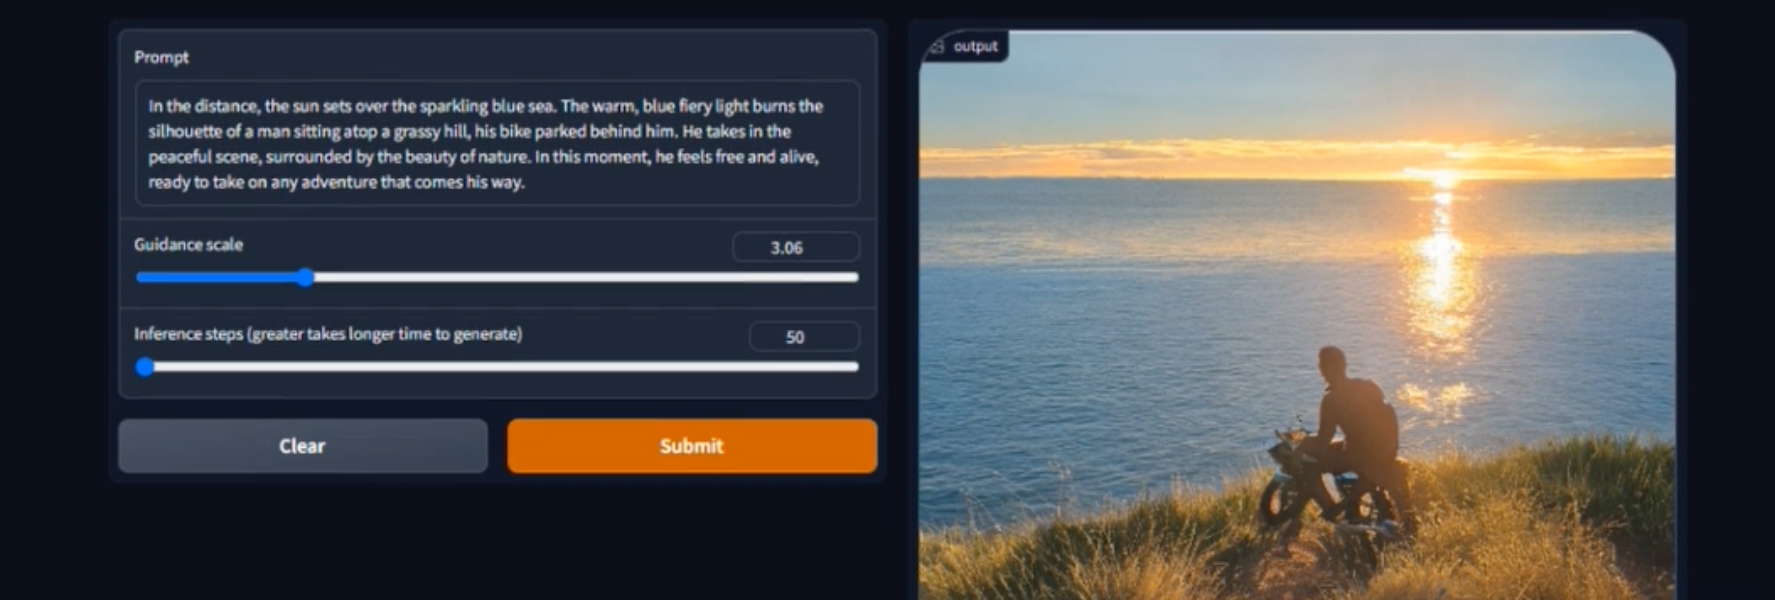 Prompt
In the distance, the sun sets over the sparkling blue sea. The warm, blue fiery light burns the
silhouette of a man sitting atop a grassy hill, his bike parked behind him. He takes in the
peaceful scene, surrounded by the beauty of nature. In this moment, he feels free and alive,
ready to take on any adventure that comes his way.
Guidance scale
3.06
Inference steps (greater takes longer time to generate)
50
Clear
Submit
output